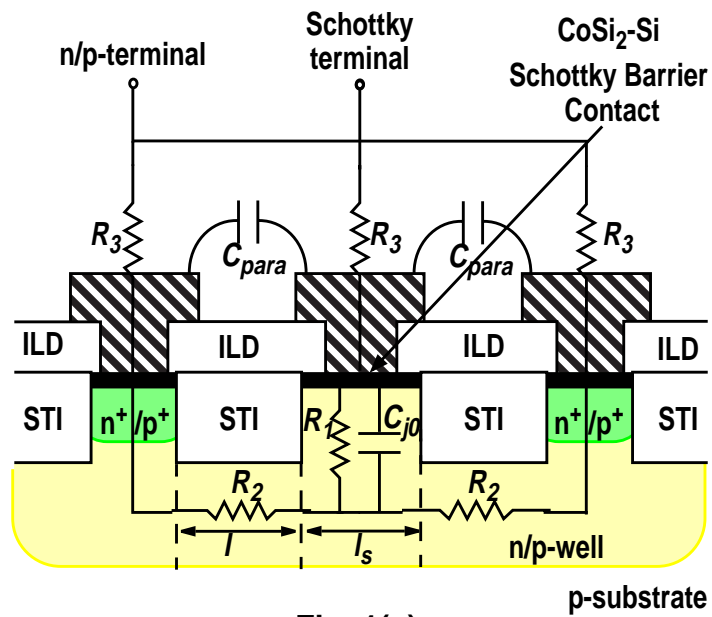 n/p-terminal
Schottky
terminal
CoSi2-Si
Schottky Barrier
Contact
R3
Cpara
R3
Cpara
R3
ILD
ILD
ILD
ILD
STI
n+/p+
STI
R1
Cj0
STI
n+/p+
STI
R2
R2
l
ls
n/p-well
p-substrate